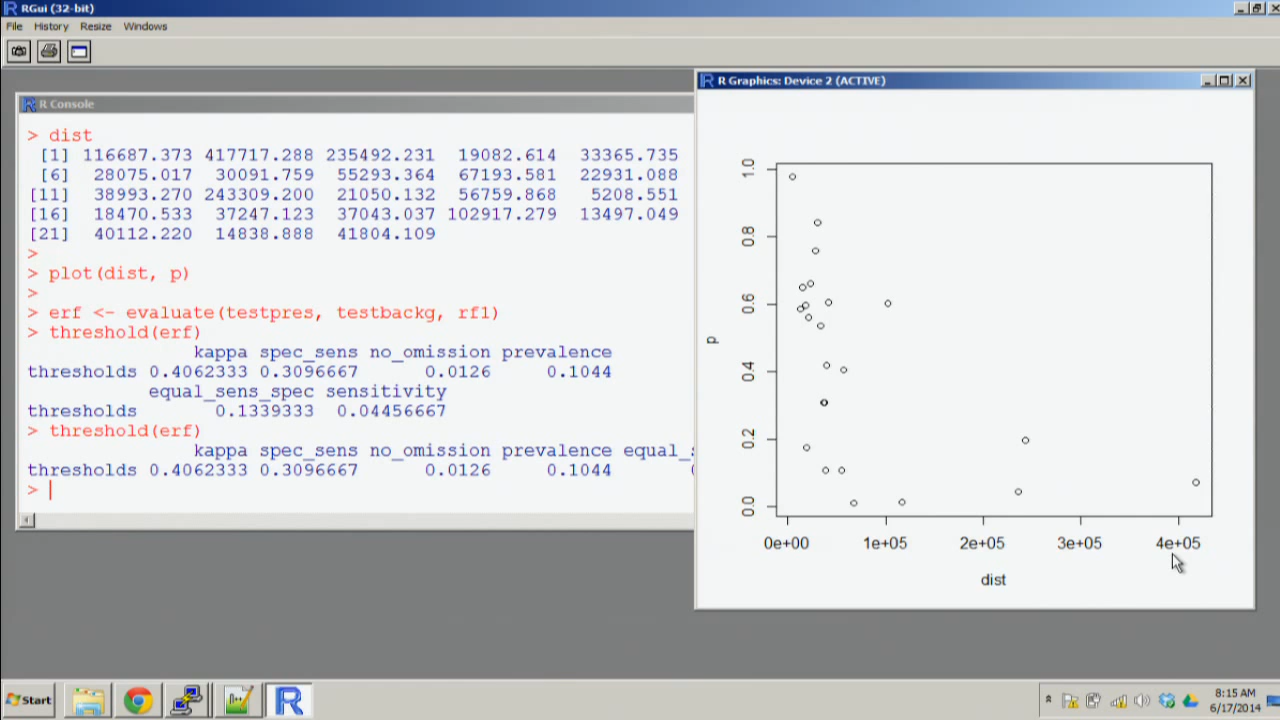 RGui (32-bit)
File History Resize Windows
R Console
> dist
[1] 116687.373 417717.288 235492.231 19082.614 33365.735
[6] 28075.017 30091.759 55293.364 67193.581 22931.088
[11] 38993.270 243309.200 21050.132 56759.868 5208.551
[16] 18470.533 37247.123 37043.037 102917.279 13497.049
[21] 40112.220 14838.888 41804.109
>
> plot(dist, p)
>
> erf <- evaluate(testpres, testbackg, rf1)
> threshold(erf)
kappa spec_sens no_omission prevalence
thresholds 0.4062333 0.3096667 0.0126 0.1044
equal_sens_spec sensitivity
thresholds 0.1339333 0.04456667
> threshold(erf)
kappa spec_sens no_omission prevalence equal_s
thresholds 0.4062333 0.3096667 0.0126 0.1044
>
R Graphics: Device 2 (ACTIVE)
1.0
0.8
0.6
0.4
0.2
0.0
p
0e+00 1e+05 2e+05 3e+05 4e+05
dist
Start
8:15 AM
6/17/2014